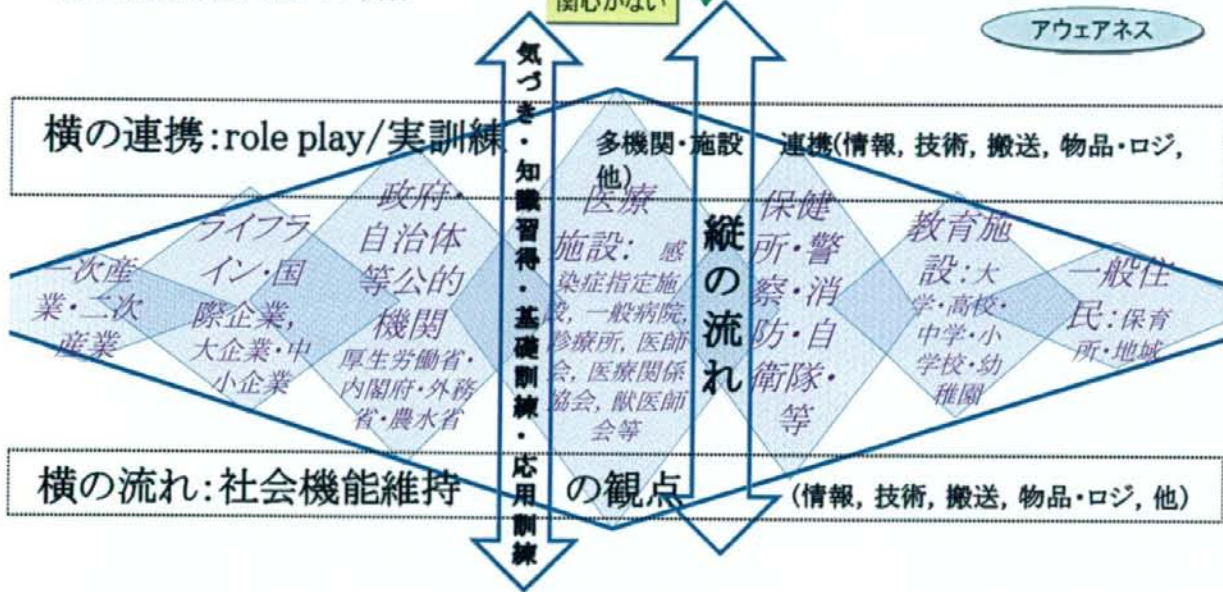 関心がない
アウェアネス
気づき・知識習得・基礎訓練・応用訓練
横の連携:role play/実訓練
多機関・施設
連携(情報, 技術, 搬送, 物品・ロジ,
他)
縦の流れ
一次産
業・二次
産業
ライフラ
イン・国
際企業,
大企業・中
小企業
政府・
自治体
等公的
機関
厚生労働省・
内閣府・外務
省・農水省
医療
施設: 感
染症指定施
設, 一般病院,
診療所, 医師
会, 医療関係
協会, 獣医師
会等
保健
所・警
察・消
防・自
衛隊・
等
教育施
設:大
学・高校・
中学・小
学校・幼
稚園
一般住
民:保育
所・地域
横の流れ:社会機能維持 の観点
(情報, 技術, 搬送, 物品・ロジ, 他)